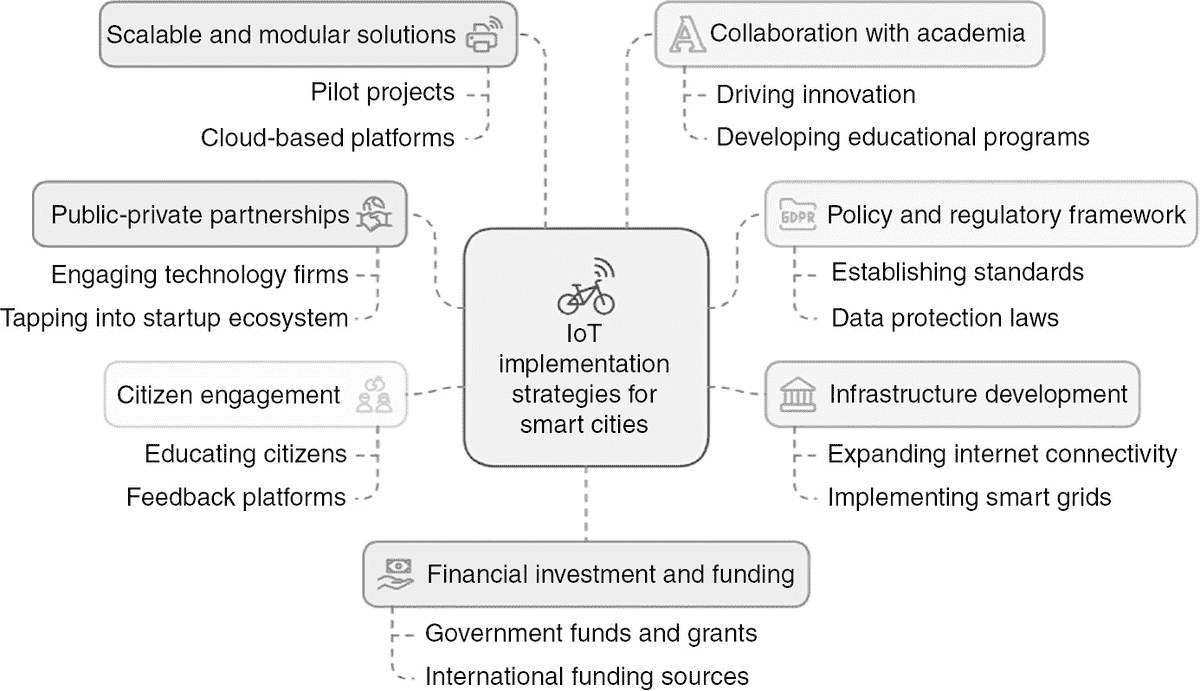 Scalable and modular solutions
Pilot projects
Cloud-based platforms
Collaboration with academia
Driving innovation
Developing educational programs
Public-private partnerships
Engaging technology firms
Tapping into startup ecosystem
GDPR
Policy and regulatory framework
Establishing standards
Data protection laws
IoT
implementation
strategies for
smart cities
Citizen engagement
Educating citizens
Feedback platforms
Infrastructure development
Expanding internet connectivity
Implementing smart grids
Financial investment and funding
Government funds and grants
International funding sources